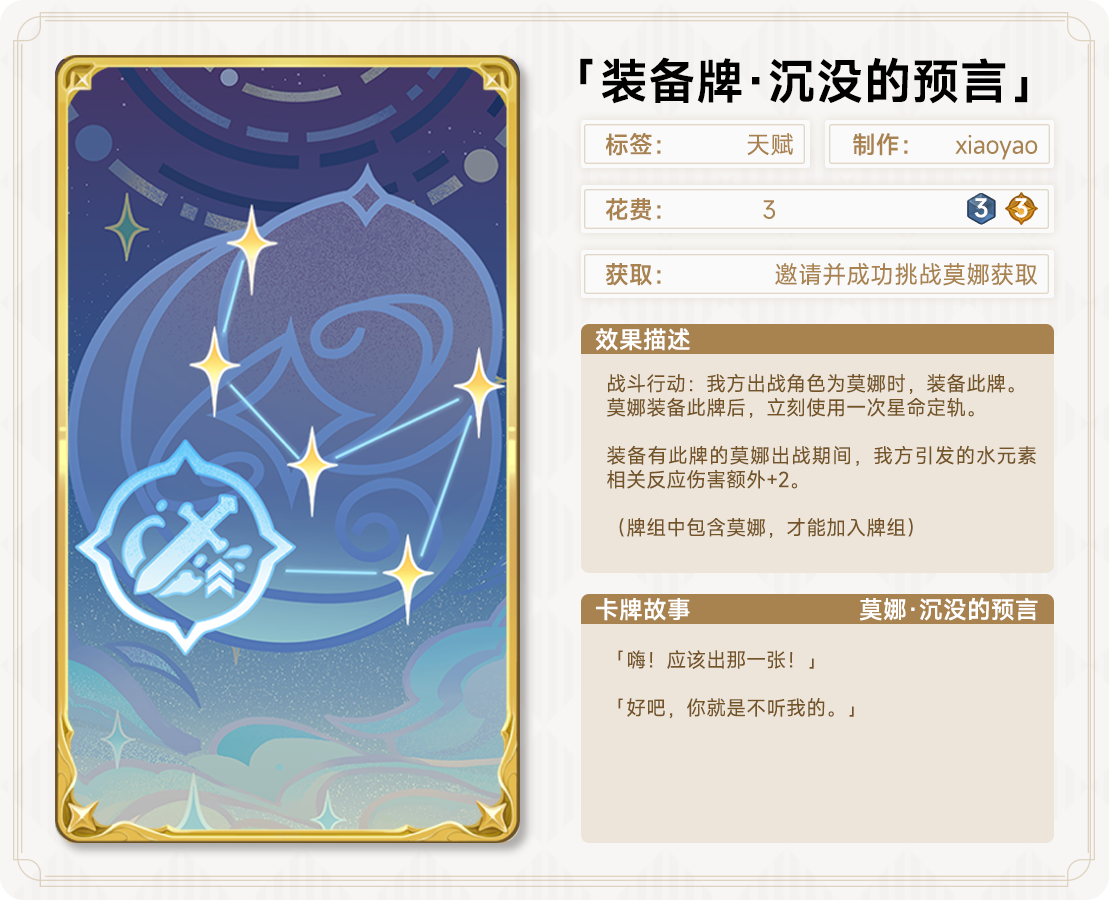 「装备牌·沉没的预言」
标签： 天赋 制作： xiaoyao
花费： 3 3 3
获取： 邀请并成功挑战莫娜获取
效果描述
战斗行动：我方出战角色为莫娜时，装备此牌。
莫娜装备此牌后，立刻使用一次星命定轨。
装备有此牌的莫娜出战期间，我方引发的水元素
相关反应伤害额外+2。
（牌组中包含莫娜，才能加入牌组）
卡牌故事 莫娜·沉没的预言
「嗨！应该出那一张！」
「好吧，你就是不听我的。」